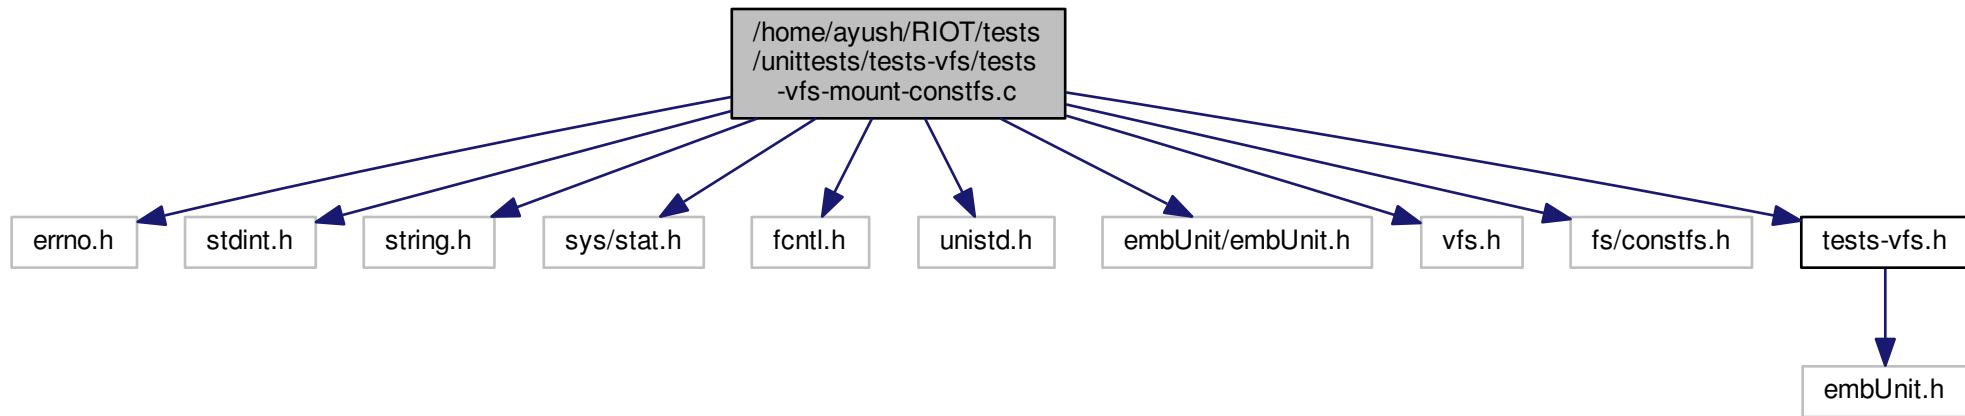 /home/ayush/RIOT/tests
/unittests/tests-vfs/tests
-vfs-mount-constfs.c
errno.h
stdint.h
string.h
sys/stat.h
fcntl.h
unistd.h
embUnit/embUnit.h
vfs.h
fs/constfs.h
tests-vfs.h
embUnit.h